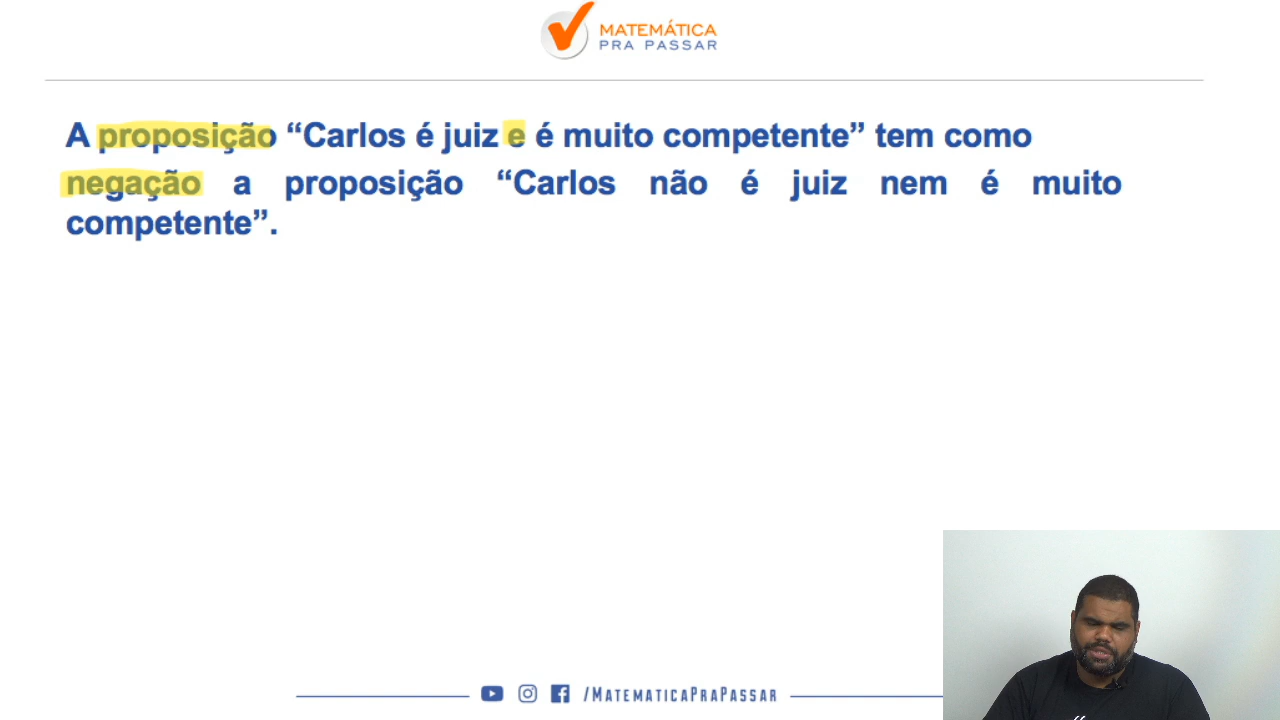 MATEMÁTICA
PRA PASSAR
A proposição “Carlos é juiz e é muito competente” tem como
negação a proposição “Carlos não é juiz nem é muito
competente”.
/MATEMATICAPRAPASSAR